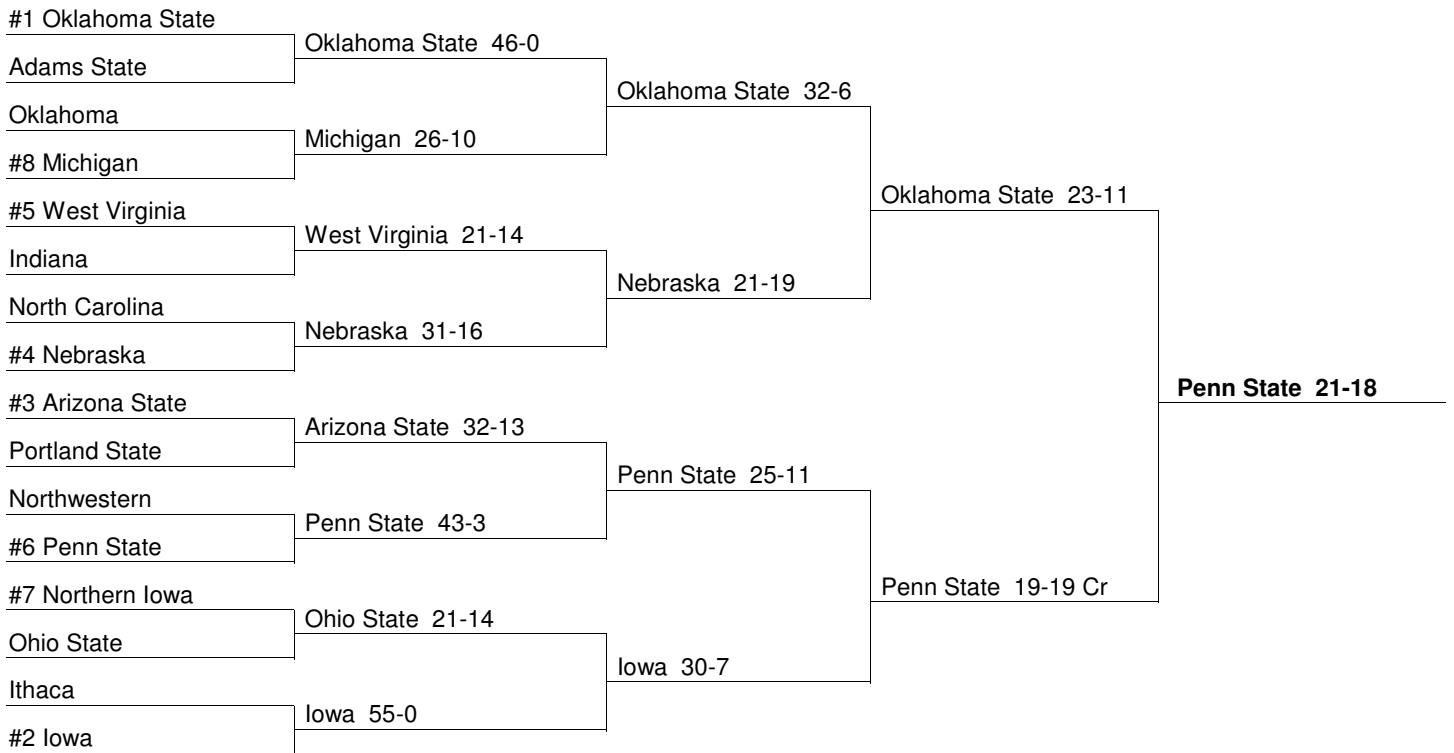 #1 Oklahoma State
Adams State
Oklahoma
#8 Michigan
#5 West Virginia
Indiana
North Carolina
#4 Nebraska
#3 Arizona State
Portland State
Northwestern
#6 Penn State
#7 Northern Iowa
Ohio State
Ithaca
#2 Iowa
Oklahoma State 46-0
Michigan 26-10
West Virginia 21-14
Nebraska 31-16
Arizona State 32-13
Penn State 43-3
Ohio State 21-14
Iowa 55-0
Oklahoma State 32-6
Nebraska 21-19
Penn State 25-11
Iowa 30-7
Oklahoma State 23-11
Penn State 19-19 Cr
Penn State 21-18